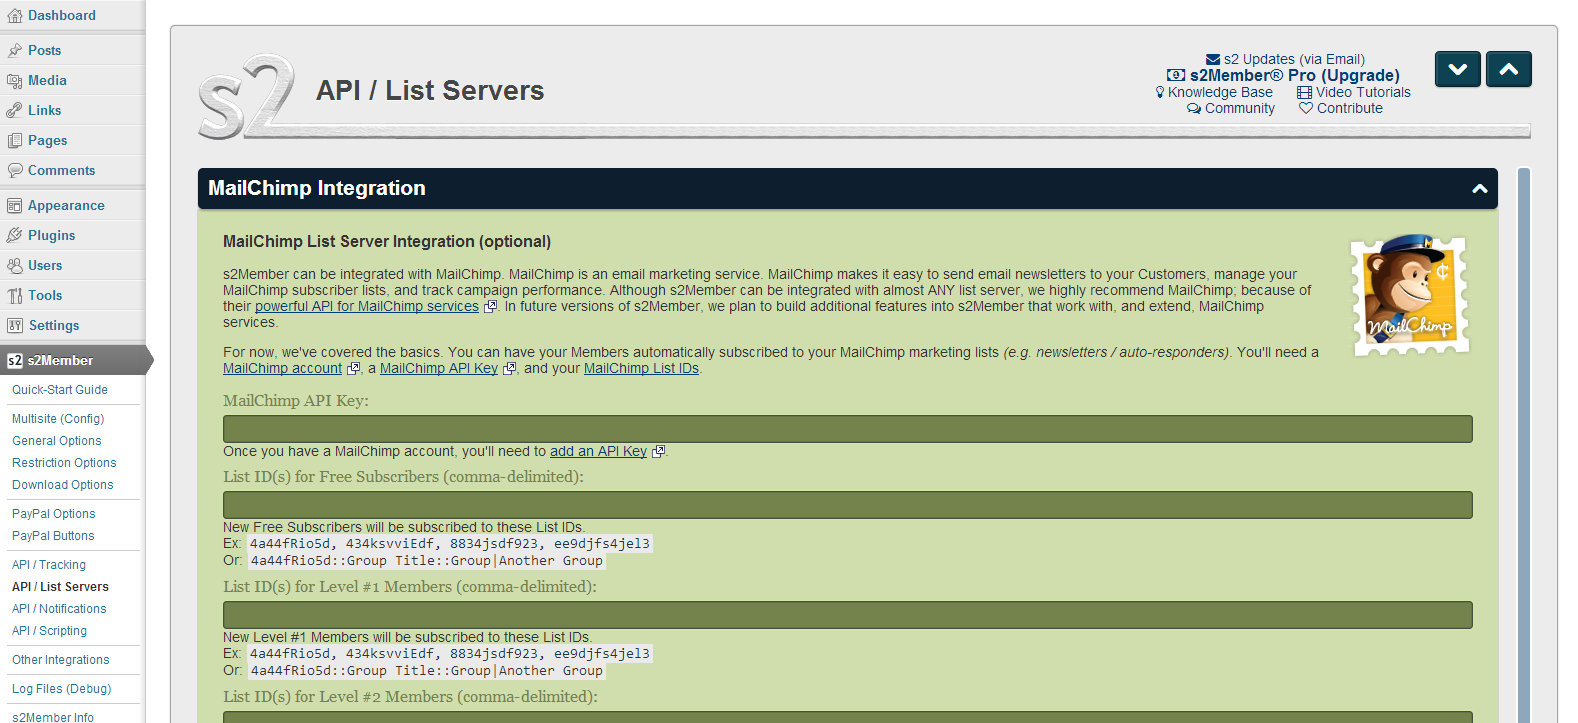 Dashboard
Posts
Media
Links
Pages
Comments
Appearance
Plugins
Users
Tools
Settings
s2 s2Member
Quick-Start Guide
Multisite (Config)
General Options
Restriction Options
Download Options
PayPal Options
PayPal Buttons
API / Tracking
API / List Servers
API / Notifications
API / Scripting
Other Integrations
Log Files (Debug)
s2Member Info
s2
API / List Servers
s2 Updates (via Email)
s2Member® Pro (Upgrade)
Knowledge Base Video Tutorials
Community Contribute
MailChimp Integration
MailChimp List Server Integration (optional)
s2Member can be integrated with MailChimp. MailChimp is an email marketing service. MailChimp makes it easy to send email newsletters to your Customers, manage your
MailChimp subscriber lists, and track campaign performance. Although s2Member can be integrated with almost ANY list server, we highly recommend MailChimp; because of
their powerful API for MailChimp services. In future versions of s2Member, we plan to build additional features into s2Member that work with, and extend, MailChimp
services.
MailChimp
For now, we've covered the basics. You can have your Members automatically subscribed to your MailChimp marketing lists (e.g. newsletters / auto-responders). You'll need a
MailChimp account, a MailChimp API Key, and your MailChimp List IDs.
MailChimp API Key:
Once you have a MailChimp account, you'll need to add an API Key.
List ID(s) for Free Subscribers (comma-delimited):
New Free Subscribers will be subscribed to these List IDs.
Ex: 4a44fRio5d, 434ksvviEdf, 8834jsdf923, ee9djfs4jel3
Or: 4a44fRio5d::Group Title::Group|Another Group
List ID(s) for Level #1 Members (comma-delimited):
New Level #1 Members will be subscribed to these List IDs.
Ex: 4a44fRio5d, 434ksvviEdf, 8834jsdf923, ee9djfs4jel3
Or: 4a44fRio5d::Group Title::Group|Another Group
List ID(s) for Level #2 Members (comma-delimited):